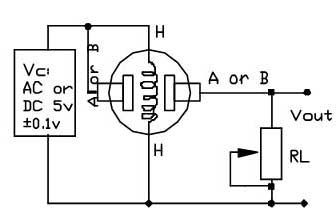 H
Vc:
AC or
DC 5v
±0.1v
A or B
A or B
Vout
H
RL